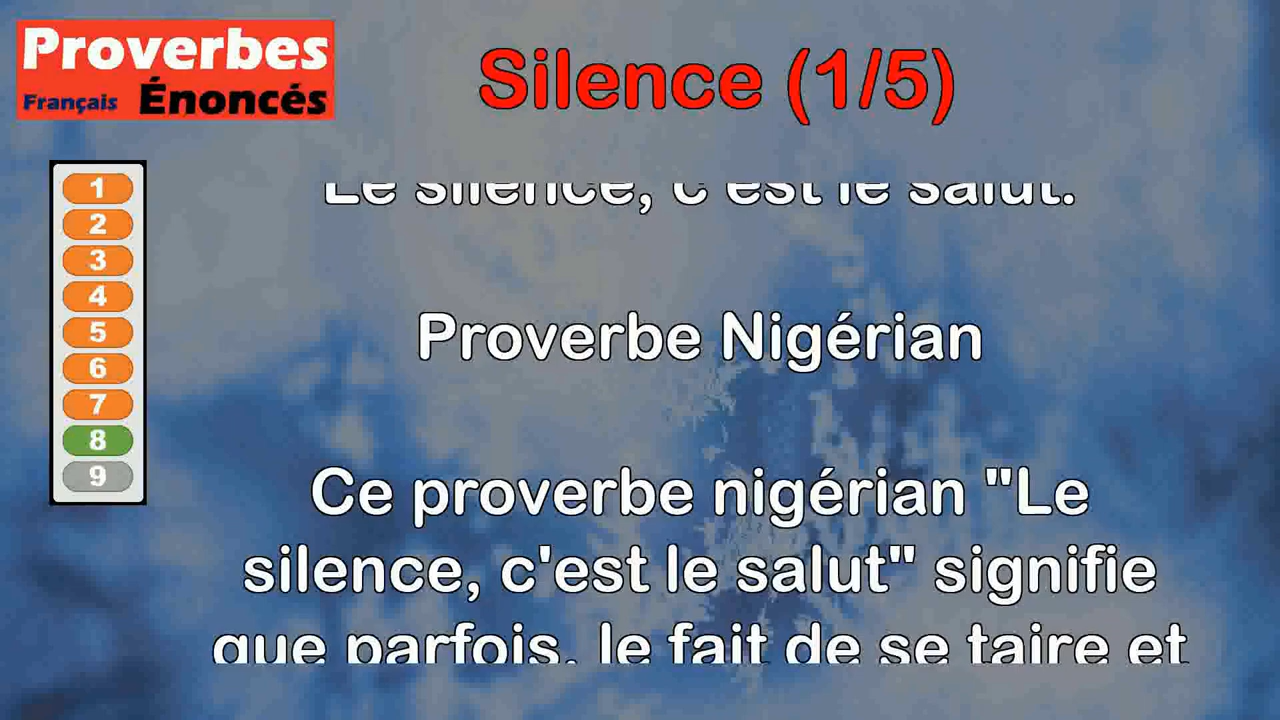 Proverbes
Français Énoncés
Silence (1/5)
1
2
3
4
5
6
7
8
9
Le silence, c'est le salut.
Proverbe Nigérian
Ce proverbe nigérian "Le
silence, c'est le salut" signifie
que parfois, le fait de se taire et